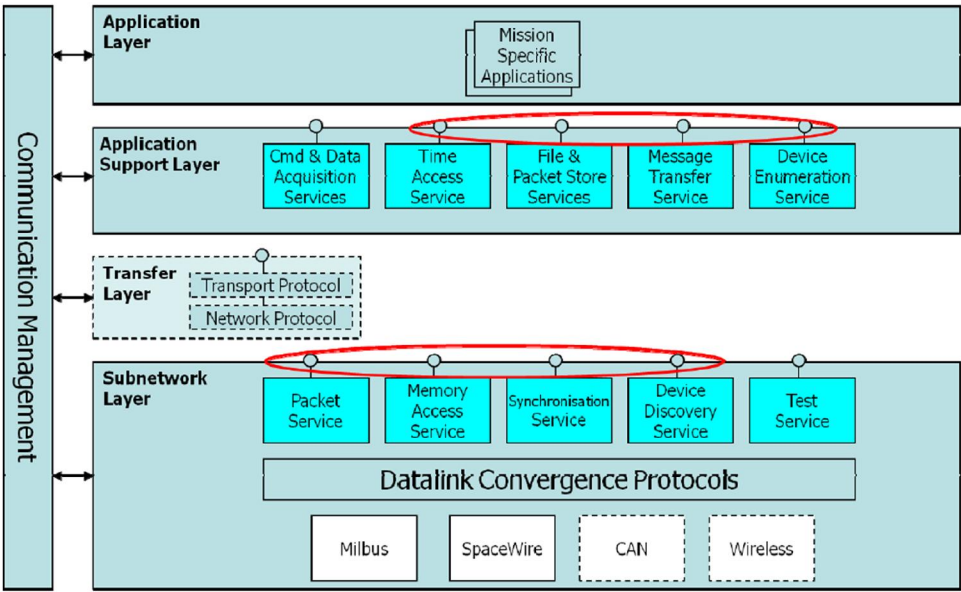 Communication Management
Application
Layer
Mission
Specific
Applications
Application
Support Layer
Cmd & Data
Acquisition
Services
Time
Access
Service
File &
Packet Store
Services
Message
Transfer
Service
Device
Enumeration
Service
Transfer
Layer
Transport Protocol
Network Protocol
Subnetwork
Layer
Packet
Service
Memory
Access
Service
Synchronisation
Service
Device
Discovery
Service
Test
Service
Datalink Convergence Protocols
Milbus
SpaceWire
CAN
Wireless